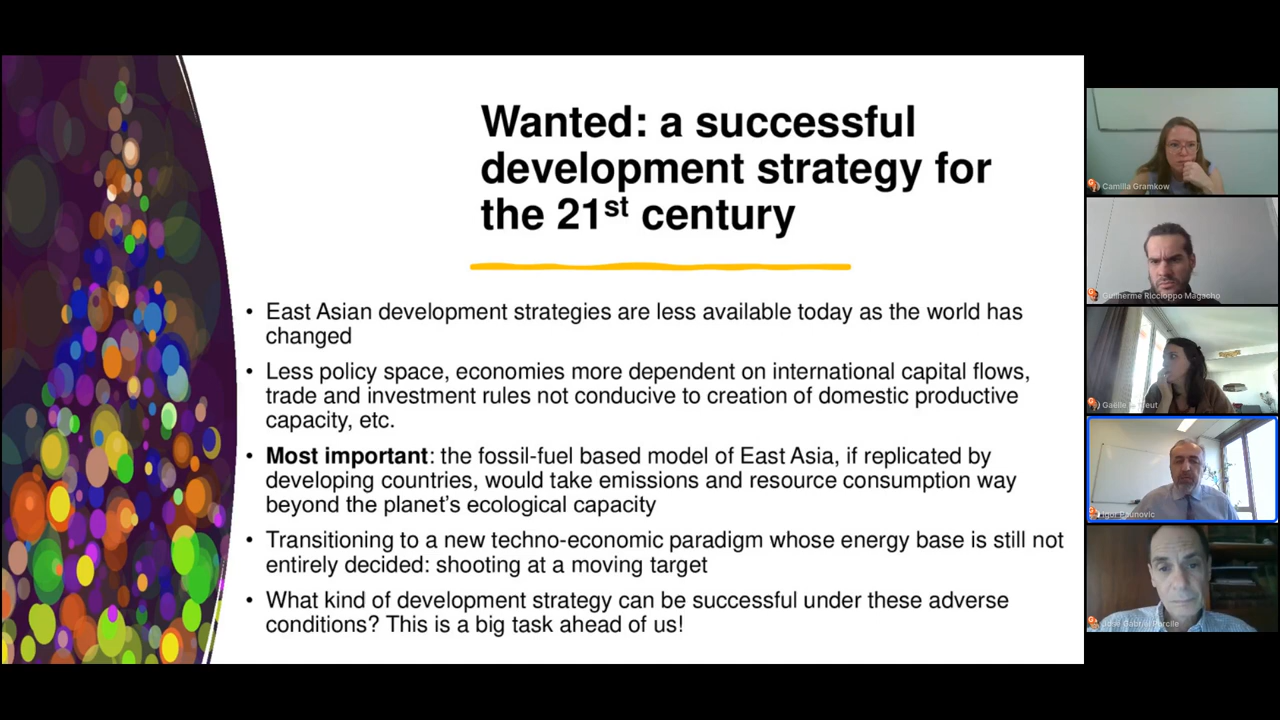 Wanted: a successful
development strategy for
the 21st century
• East Asian development strategies are less available today as the world has
changed
• Less policy space, economies more dependent on international capital flows,
trade and investment rules not conducive to creation of domestic productive
capacity, etc.
• Most important: the fossil-fuel based model of East Asia, if replicated by
developing countries, would take emissions and resource consumption way
beyond the planet's ecological capacity
• Transitioning to a new techno-economic paradigm whose energy base is still not
entirely decided: shooting at a moving target
• What kind of development strategy can be successful under these adverse
conditions? This is a big task ahead of us!
Camilla Gramkow
Guilherme Riccioppo Magacho
Gaëlle
Igor Paunovic
José Gabriel Porcile